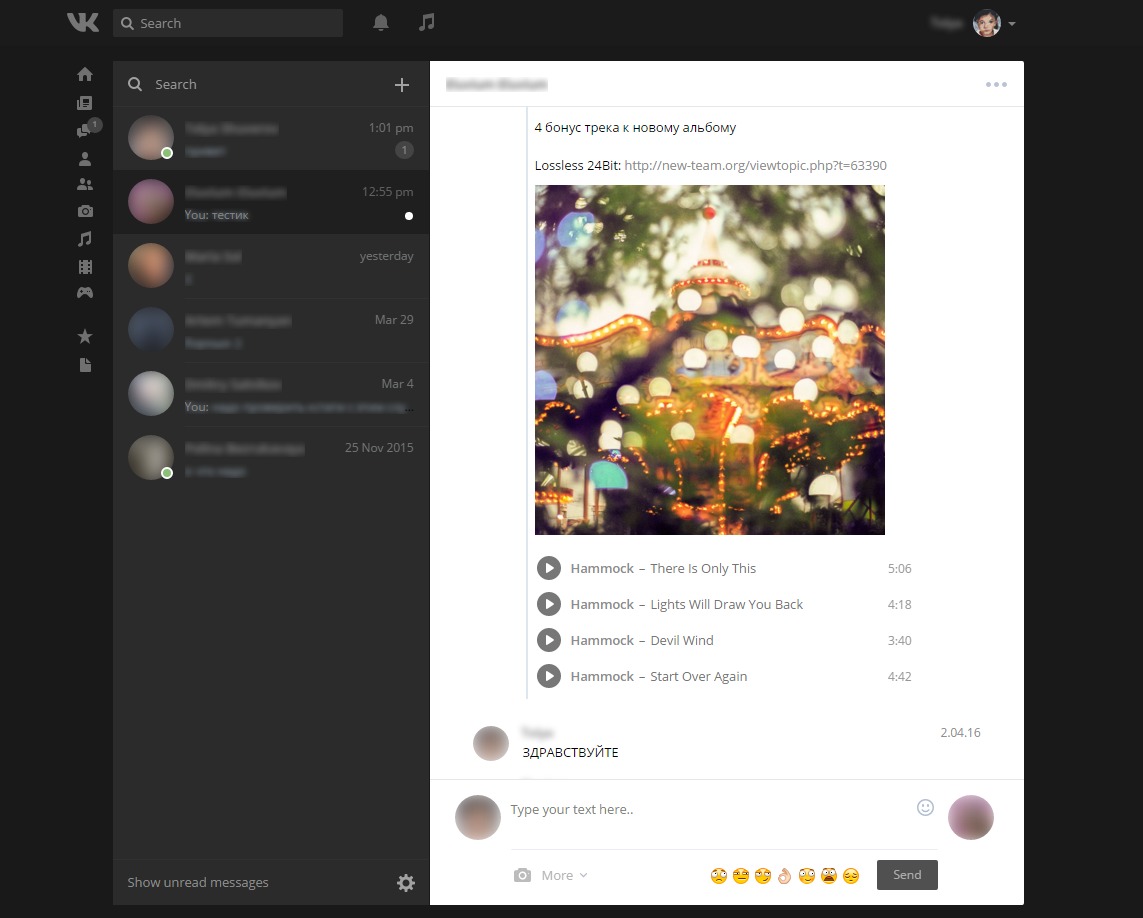 Search
Search
1
1:01 pm
1
12:55 pm
You: тестик
yesterday
Mar 29
Mar 4
You:
25 Nov 2015
Show unread messages
4 бонус трека к новому альбому
Lossless 24Bit: http://new-team.org/viewtopic.php?t=63390
Hammock – There Is Only This 5:06
Hammock – Lights Will Draw You Back 4:18
Hammock – Devil Wind 3:40
Hammock – Start Over Again 4:42
2.04.16
ЗДРАВСТВУЙТЕ
Type your text here..
More
Send